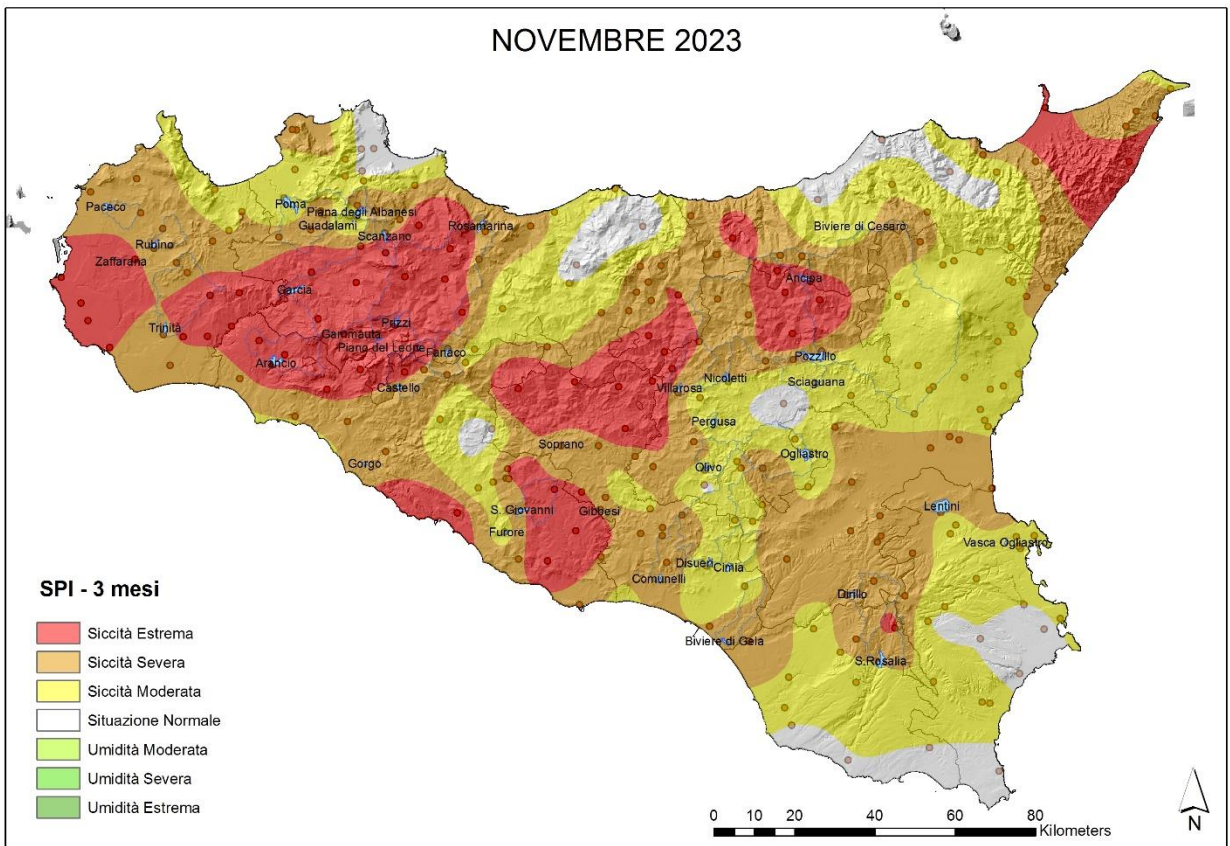 NOVEMBRE 2023
Paceco
Poma
Piana degli Albanesi
Guadalami
Scanzano
Rosamarina
Rubino
Zaffarana
Biviere di Cesaro
Ancipa
Garcia
Trinità
Prizzi
Gammauta
Piano del Leone
Fanaco
Arancio
Castello
Pozzillo
Nicoletti
Sciaguana
Villarosa
Pergusa
Soprano
Ogliastro
Gorgo
Olivo
S. Giovanni
Gibbesi
Lentini
Furore
Vasca Ogliastro
Disueri
Cimia
Comunelli
Dirillo
Biviere di Gela
S.Rosalia
SPI - 3 mesi
Siccità Estrema
Siccità Severa
Siccità Moderata
Situazione Normale
Umidità Moderata
Umidità Severa
Umidità Estrema
0 10 20 40 60 80
Kilometers
N